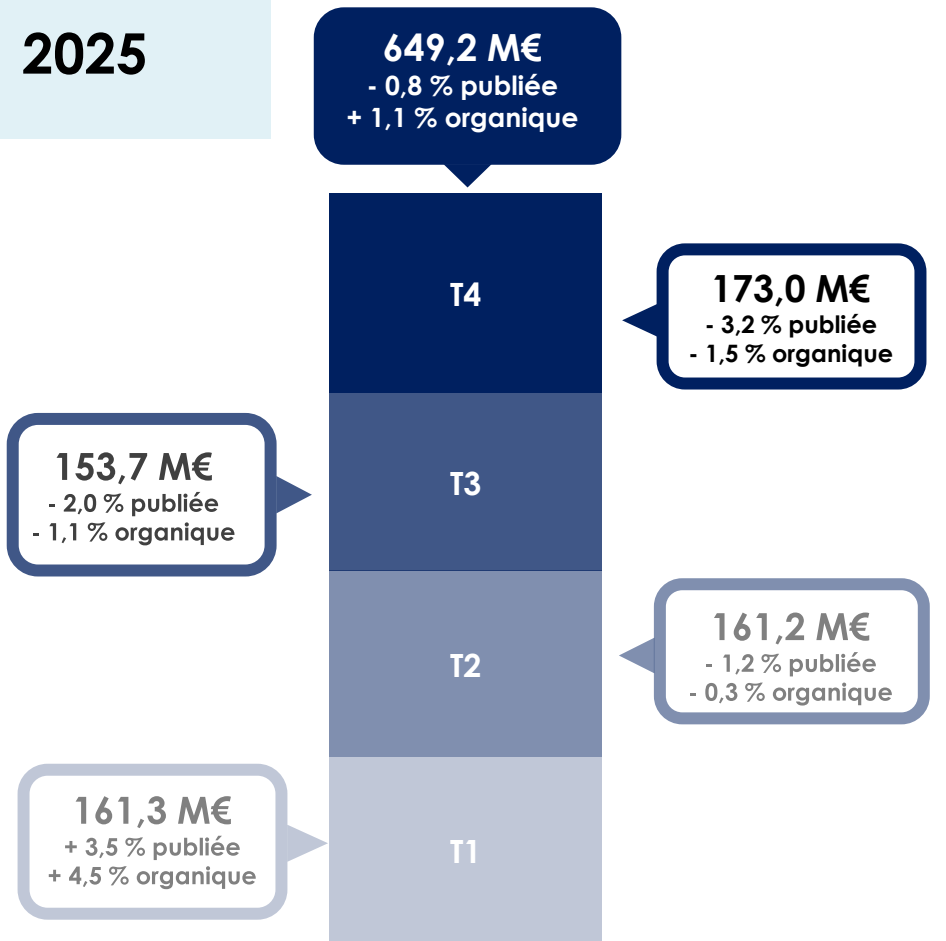 2025
649,2 M€
- 0,8 % publiée
+ 1,1 % organique
T4
173,0 M€
- 3,2 % publiée
- 1,5 % organique
153,7 M€
- 2,0 % publiée
- 1,1 % organique
T3
161,2 M€
- 1,2 % publiée
- 0,3 % organique
T2
161,3 M€
+ 3,5 % publiée
+ 4,5 % organique
T1